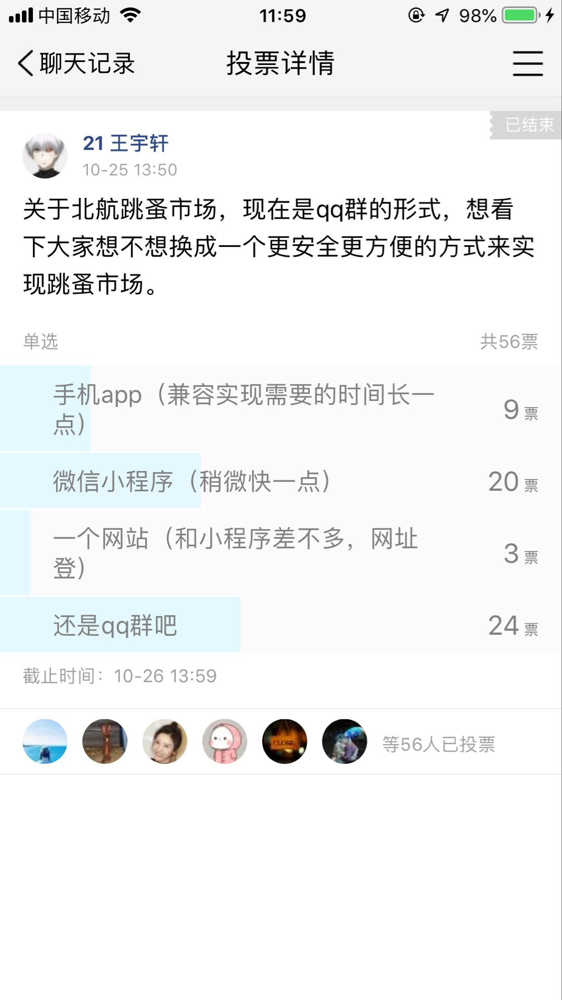 中国移动
11:59
98%
聊天记录
投票详情
已结束
21 王宇轩
10-25 13:50
关于北航跳蚤市场，现在是qq群的形式，想看
下大家想不想换成一个更安全更方便的方式来实
现跳蚤市场。
单选
共56票
手机app（兼容实现需要的时间长一
点）
9 票
微信小程序（稍微快一点）
20 票
一个网站（和小程序差不多，网址
登）
3 票
还是qq群吧
24 票
截止时间：10-26 13:59
CLOSE
等56人已投票